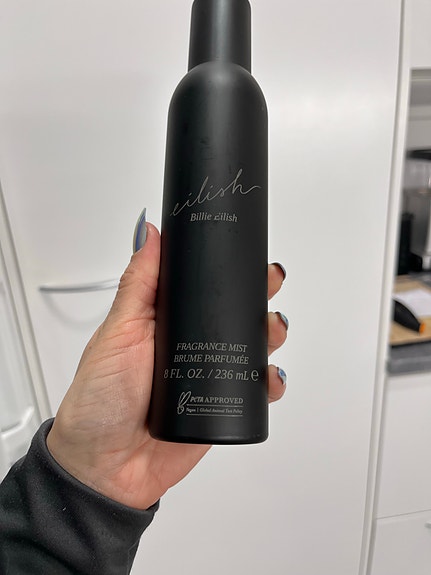 eilish
Billie Eilish
FRAGRANCE MIST
BRUME PARFUMÉE
8 FL. OZ. / 236 mL ℮
PETA APPROVED
Vegan | Global Animal Test Policy